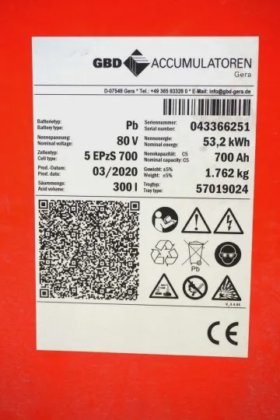 GBD ACCUMULATOREN
Gera
D-07548 Gera * Tel.: +49 365 83328 0 * E-Mail: info@gbd-gera.de
Batterietyp
Battery type: Pb
Seriennummer:
Serial number: 043366251
Nennspannung:
Nominal voltage: 80 V
Nennenergie:
Nominal energy: 53,2 kWh
Zellentyp:
Cell type: 5 EPzS 700
Nennkapazität: C5
Nominal capacity: C5 700 Ah
Prod.-Datum:
Prod.-Date: 03/2020
Gewicht: ±5%
Weight: ±5% 1.762 kg
Säuremenge:
Acid volume: 300 l
Trogtyp:
Tray type: 57019024
Pb
CE